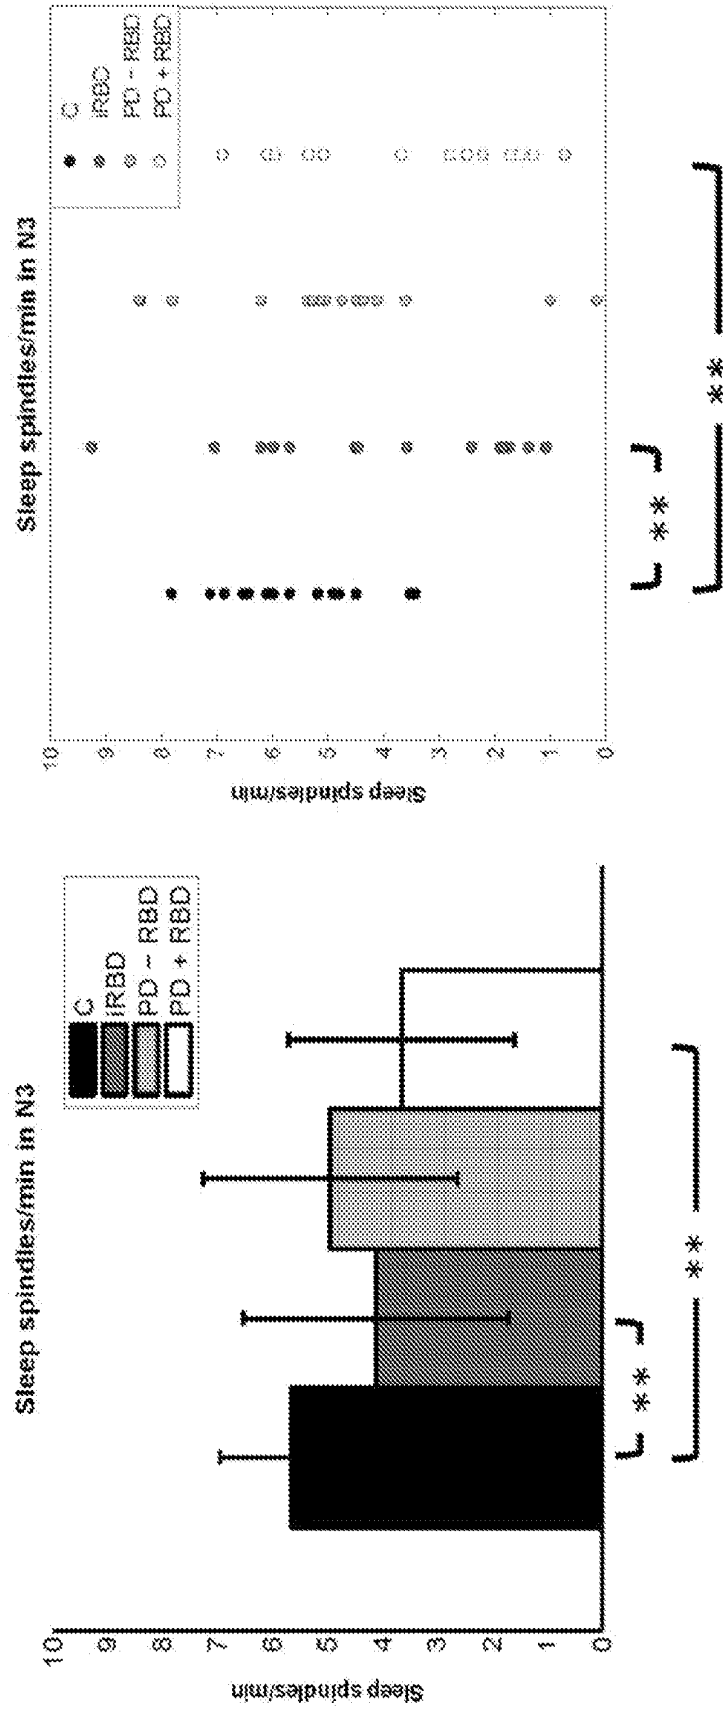 Sleep spindles/min in N3
Sleep spindles/min
10
9
8
7
6
5
4
3
2
1
0
C
iRBD
PD – RBD
PD + RBD
**
**
Sleep spindles/min in N3
Sleep spindles/min
10
9
8
7
6
5
4
3
2
1
0
C
iRBD
PD – RBD
PD + RBD
**
**